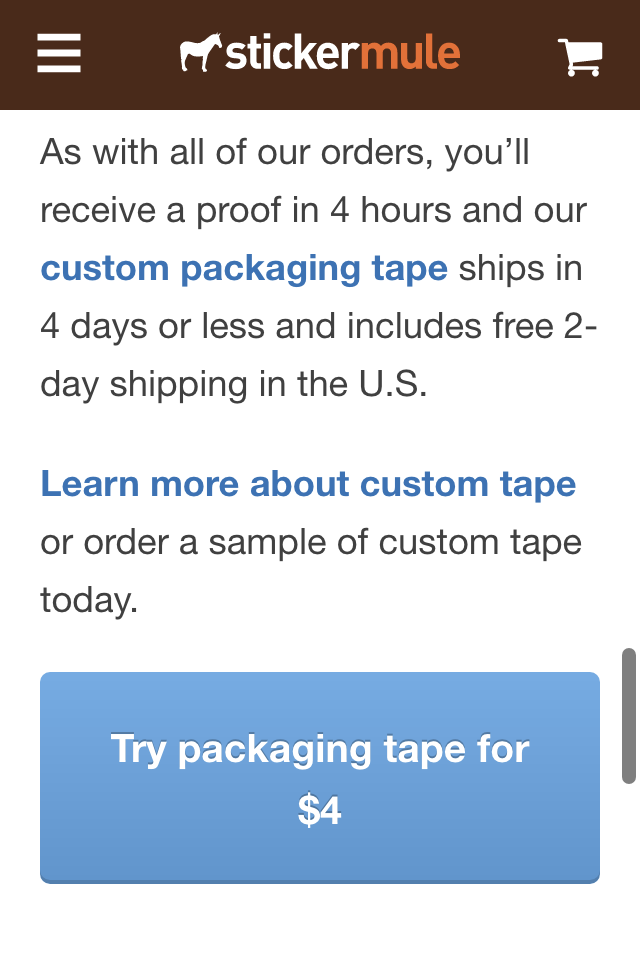 stickermule
As with all of our orders, you’ll
receive a proof in 4 hours and our
custom packaging tape ships in
4 days or less and includes free 2-
day shipping in the U.S.
Learn more about custom tape
or order a sample of custom tape
today.
Try packaging tape for
$4